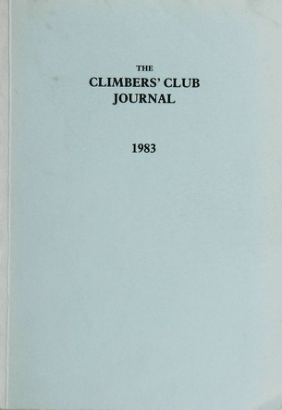 THE
CLIMBERS' CLUB
JOURNAL
1983